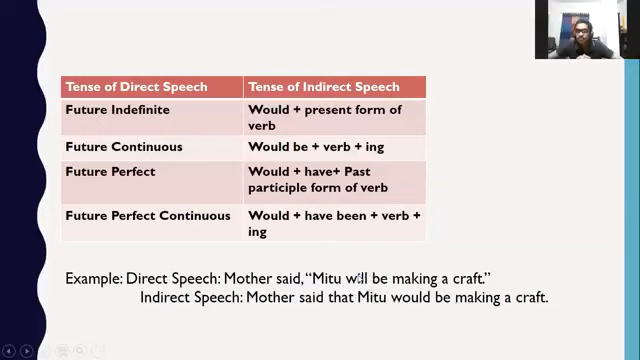 Tense of Direct Speech Tense of Indirect Speech
Future Indefinite Would + present form of
verb
Future Continuous Would be + verb + ing
Future Perfect Would + have+ Past
participle form of verb
Future Perfect Continuous Would + have been + verb +
ing
Example: Direct Speech: Mother said, “Mitu will be making a craft.”
Indirect Speech: Mother said that Mitu would be making a craft.